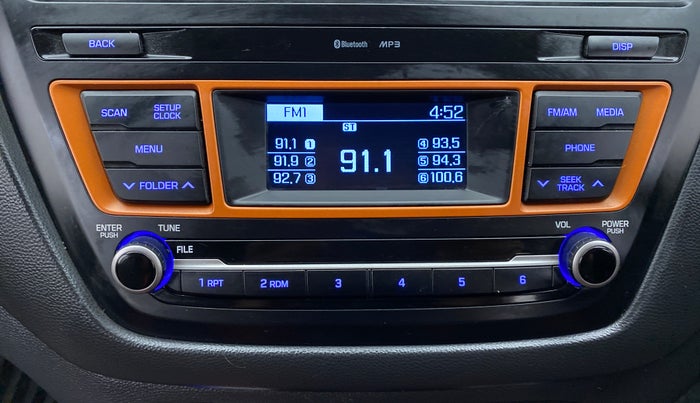 BACK
Bluetooth MP3
DISP
SCAN SETUP CLOCK
MENU
FOLDER
FM1 4:52
ST
91.1 1
91.9 2
92.7 3
91.1
4 93.5
5 94.3
6 100.6
FM/AM MEDIA
PHONE
SEEK TRACK
ENTER PUSH
TUNE
FILE
VOL
POWER PUSH
1 RPT 2 RDM 3 4 5 6